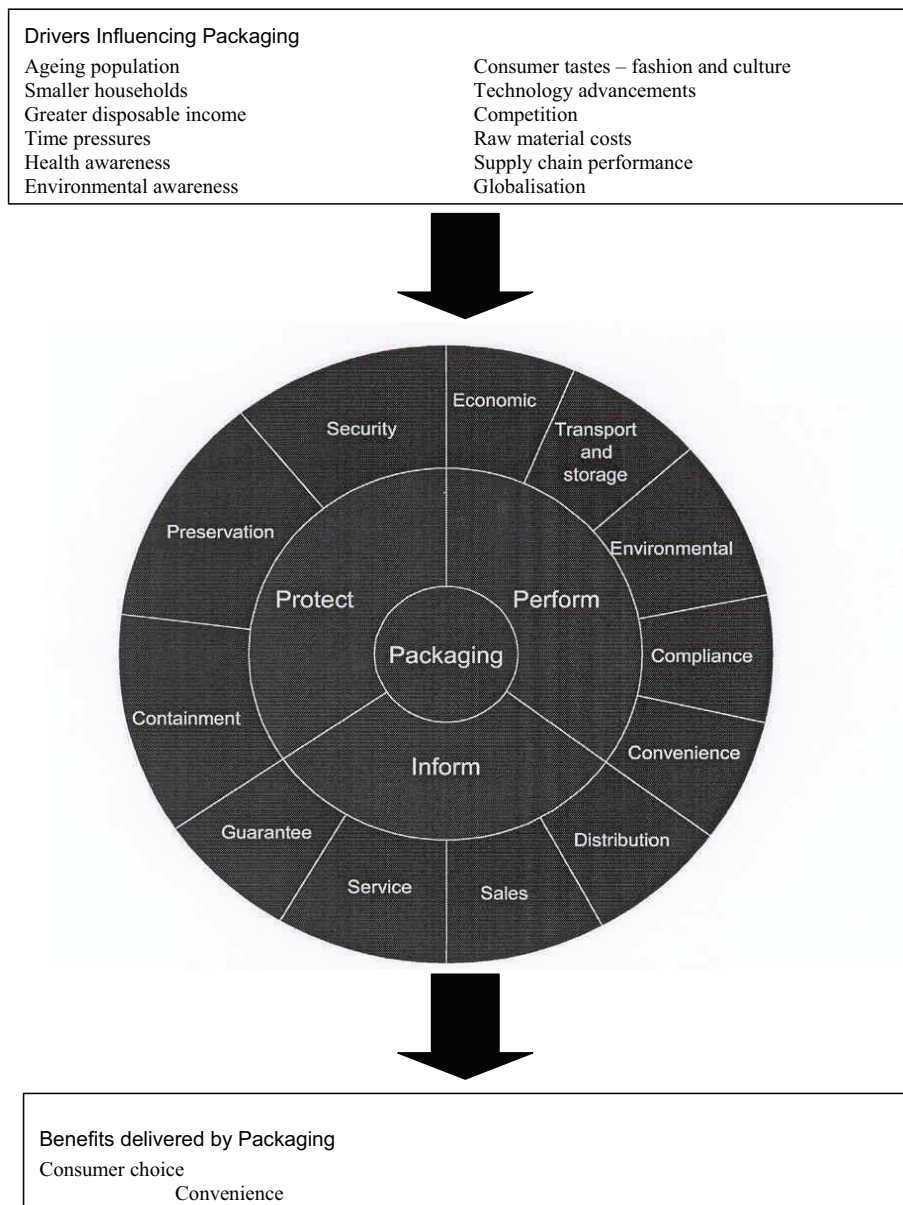 Drivers Influencing Packaging
Ageing population
Smaller households
Greater disposable income
Time pressures
Health awareness
Environmental awareness
Consumer tastes – fashion and culture
Technology advancements
Competition
Raw material costs
Supply chain performance
Globalisation
Economic
Transport
and
storage
Environmental
Compliance
Convenience
Distribution
Sales
Service
Guarantee
Containment
Preservation
Security
Protect
Perform
Inform
Packaging
Benefits delivered by Packaging
Consumer choice
Convenience